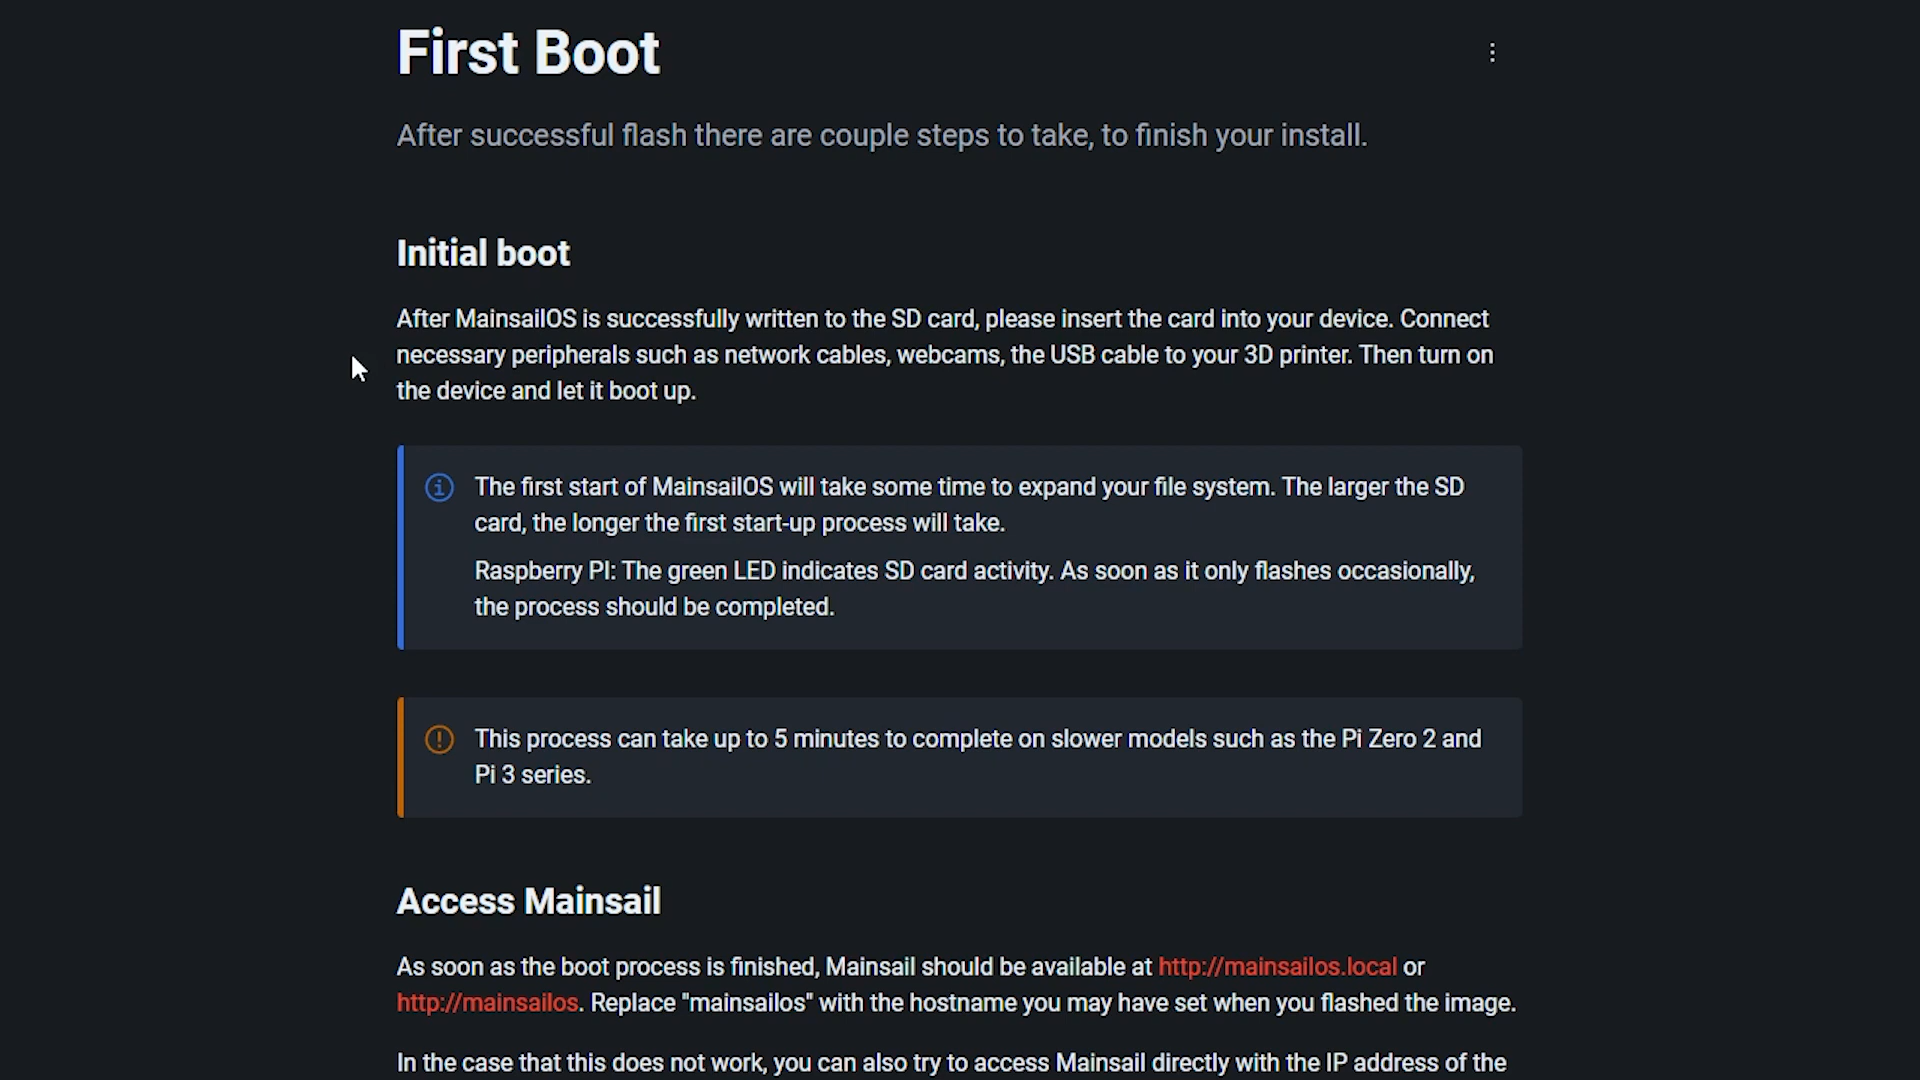 First Boot
After successful flash there are couple steps to take, to finish your install.
Initial boot
After MainsailOS is successfully written to the SD card, please insert the card into your device. Connect
necessary peripherals such as network cables, webcams, the USB cable to your 3D printer. Then turn on
the device and let it boot up.
The first start of MainsailOS will take some time to expand your file system. The larger the SD
card, the longer the first start-up process will take.
Raspberry PI: The green LED indicates SD card activity. As soon as it only flashes occasionally,
the process should be completed.
This process can take up to 5 minutes to complete on slower models such as the Pi Zero 2 and
Pi 3 series.
Access Mainsail
As soon as the boot process is finished, Mainsail should be available at http://mainsailos.local or
http://mainsailos. Replace "mainsailos" with the hostname you may have set when you flashed the image.
In the case that this does not work, you can also try to access Mainsail directly with the IP address of the